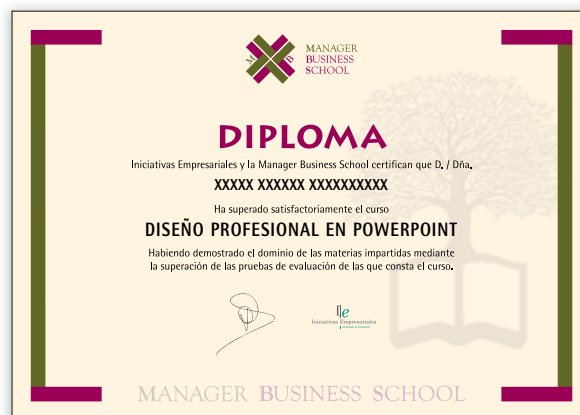 M B
MANAGER
BUSINESS
SCHOOL
DIPLOMA
Iniciativas Empresariales y la Manager Business School certifican que D. / Dña.
XXXXX XXXXXX XXXXXXXXXX
Ha superado satisfactoriamente el curso
DISEÑO PROFESIONAL EN POWERPOINT
Habiendo demostrado el dominio de las materias impartidas mediante
la superación de las pruebas de evaluación de las que consta el curso.
Iniciativas Empresariales
MANAGER BUSINESS SCHOOL